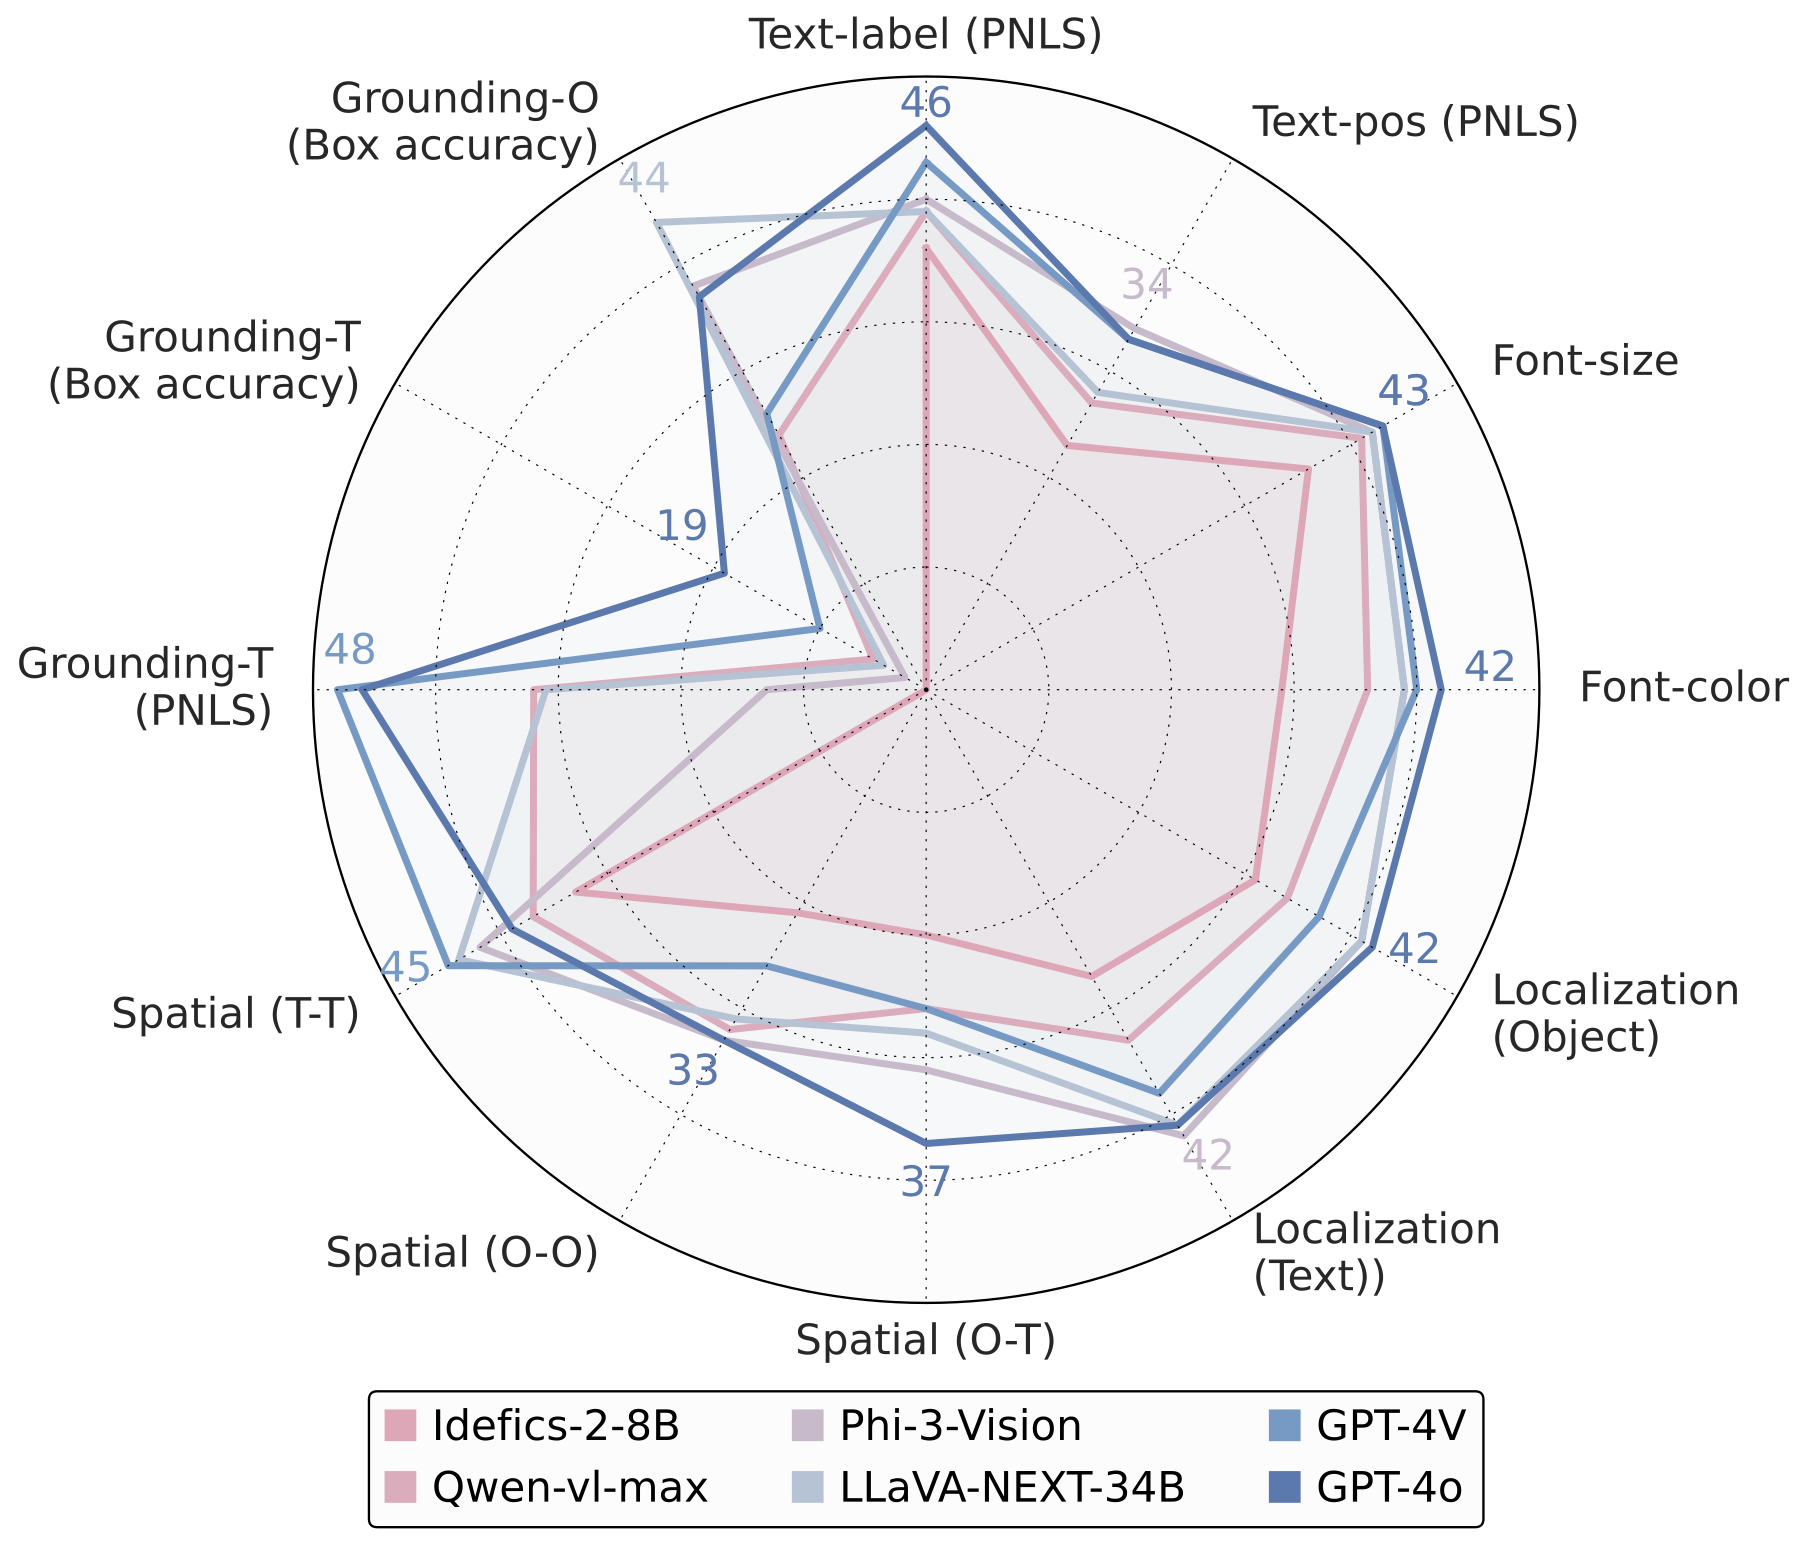 Text-label (PNLS)
Grounding-O
(Box accuracy)
46
Text-pos (PNLS)
44
34
Grounding-T
(Box accuracy)
Font-size
43
19
Grounding-T
(PNLS)
48
42
Font-color
45
42
Spatial (T-T)
Localization
(Object)
33
42
37
Spatial (O-O)
Localization
(Text))
Spatial (O-T)
Idefics-2-8B
Phi-3-Vision
GPT-4V
Qwen-vl-max
LLaVA-NEXT-34B
GPT-4o